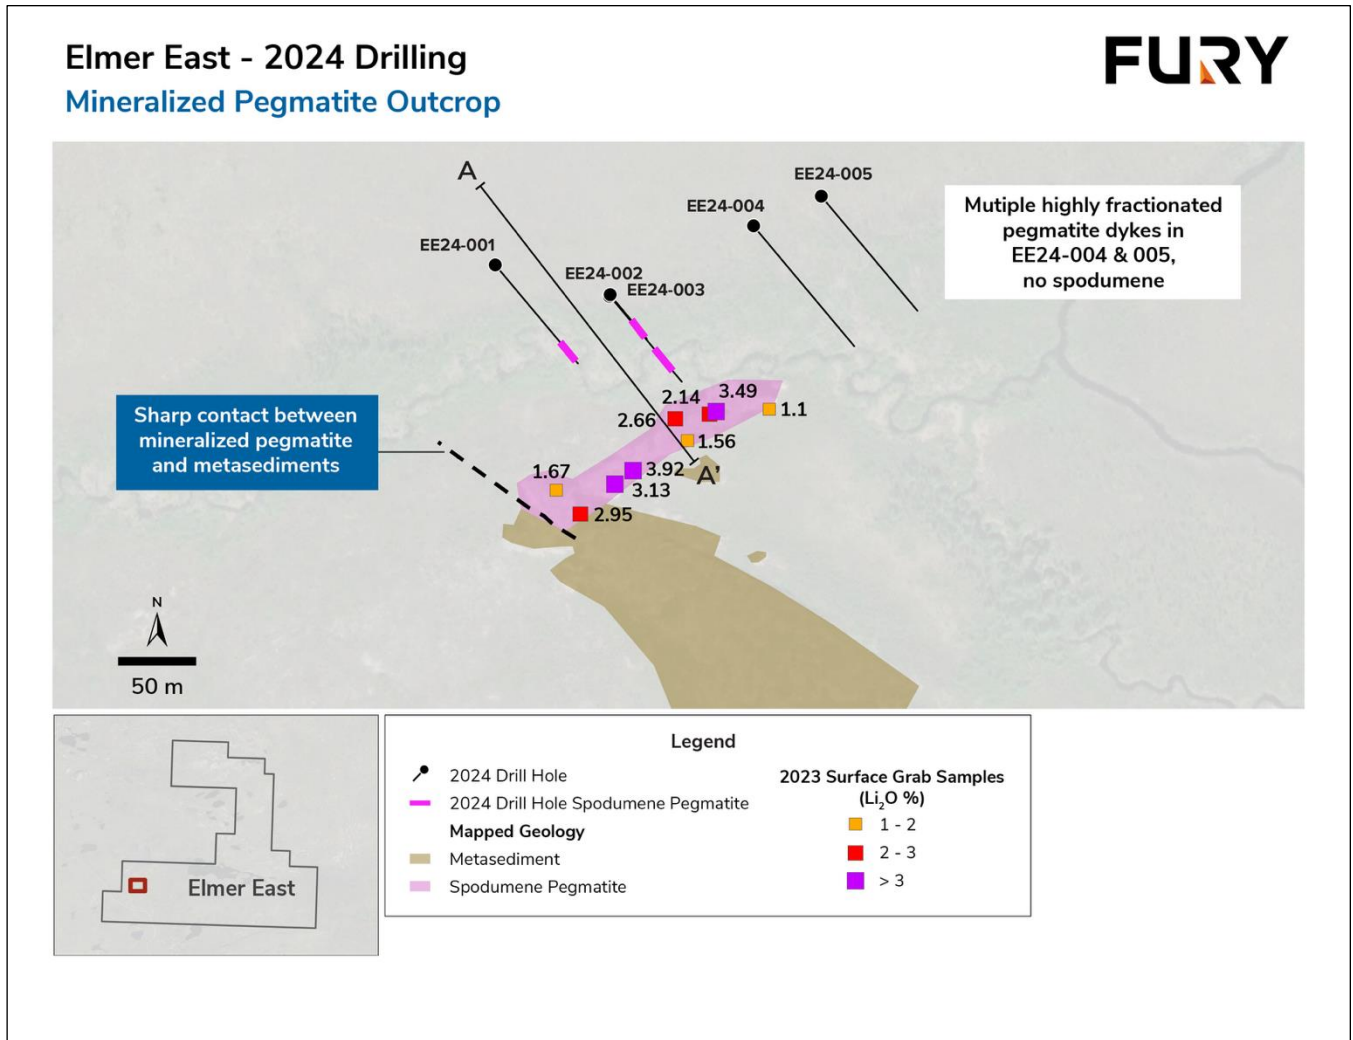 Elmer East - 2024 Drilling
Mineralized Pegmatite Outcrop
FURY
A
EE24-001
EE24-002
EE24-003
EE24-004
EE24-005
Mutiple highly fractionated
pegmatite dykes in
EE24-004 & 005,
no spodumene
Sharp contact between
mineralized pegmatite
and metasediments
2.14
3.49
2.66
1.1
1.56
1.67
3.92
A'
3.13
2.95
N
50 m
Elmer East
Legend
2024 Drill Hole
2024 Drill Hole Spodumene Pegmatite
Mapped Geology
Metasediment
Spodumene Pegmatite
2023 Surface Grab Samples
(Li₂O %)
1 - 2
2 - 3
> 3